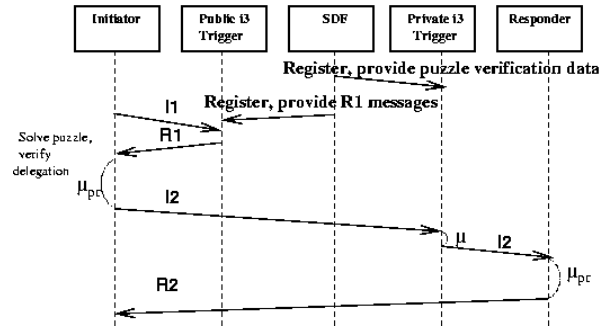 Initiator
Public i3
Trigger
SDF
Private i3
Trigger
Responder
Register, provide puzzle verification data
Register, provide R1 messages
I1
R1
Solve puzzle,
verify
delegation
μpr
I2
μ
I2
μpr
R2